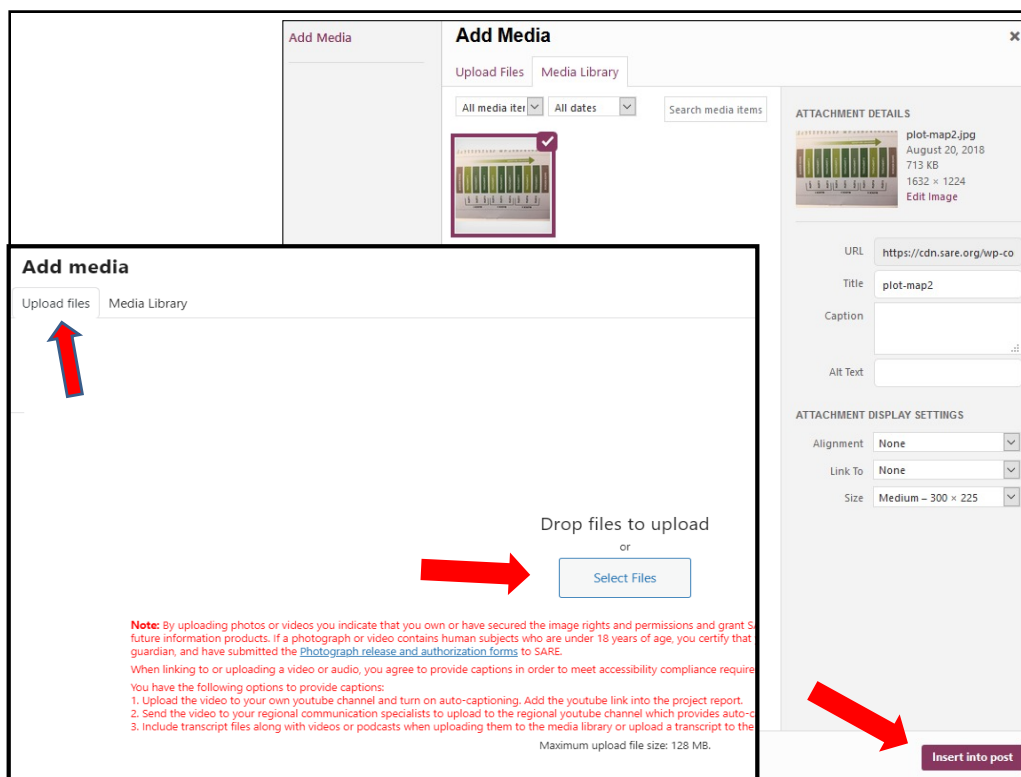 Add Media
Add Media
Upload Files
Media Library
All media iter
All dates
Search media items
ATTACHMENT DETAILS
plot-map2.jpg
August 20, 2018
713 KB
1632 × 1224
Edit Image
URL
https://cdn.sare.org/wp-co
Title
plot-map2
Caption
Alt Text
ATTACHMENT DISPLAY SETTINGS
Alignment
None
Link To
None
Size
Medium – 300 × 225
Insert into post
Add media
Upload files
Media Library
Drop files to upload
or
Select Files
Note: By uploading photos or videos you indicate that you own or have secured the image rights and permissions and grant
future information products. If a photograph or video contains human subjects who are under 18 years of age, you certify that
guardian, and have submitted the Photograph release and authorization forms to SARE.
When linking to or uploading a video or audio, you agree to provide captions in order to meet accessibility compliance require
You have the following options to provide captions:
1. Upload the video to your own youtube channel and turn on auto-captioning. Add the youtube link into the project report.
2. Send the video to your regional communication specialists to upload to the regional youtube channel which provides auto-c
3. Include transcript files along with videos or podcasts when uploading them to the media library or upload a transcript to the
Maximum upload file size: 128 MB.